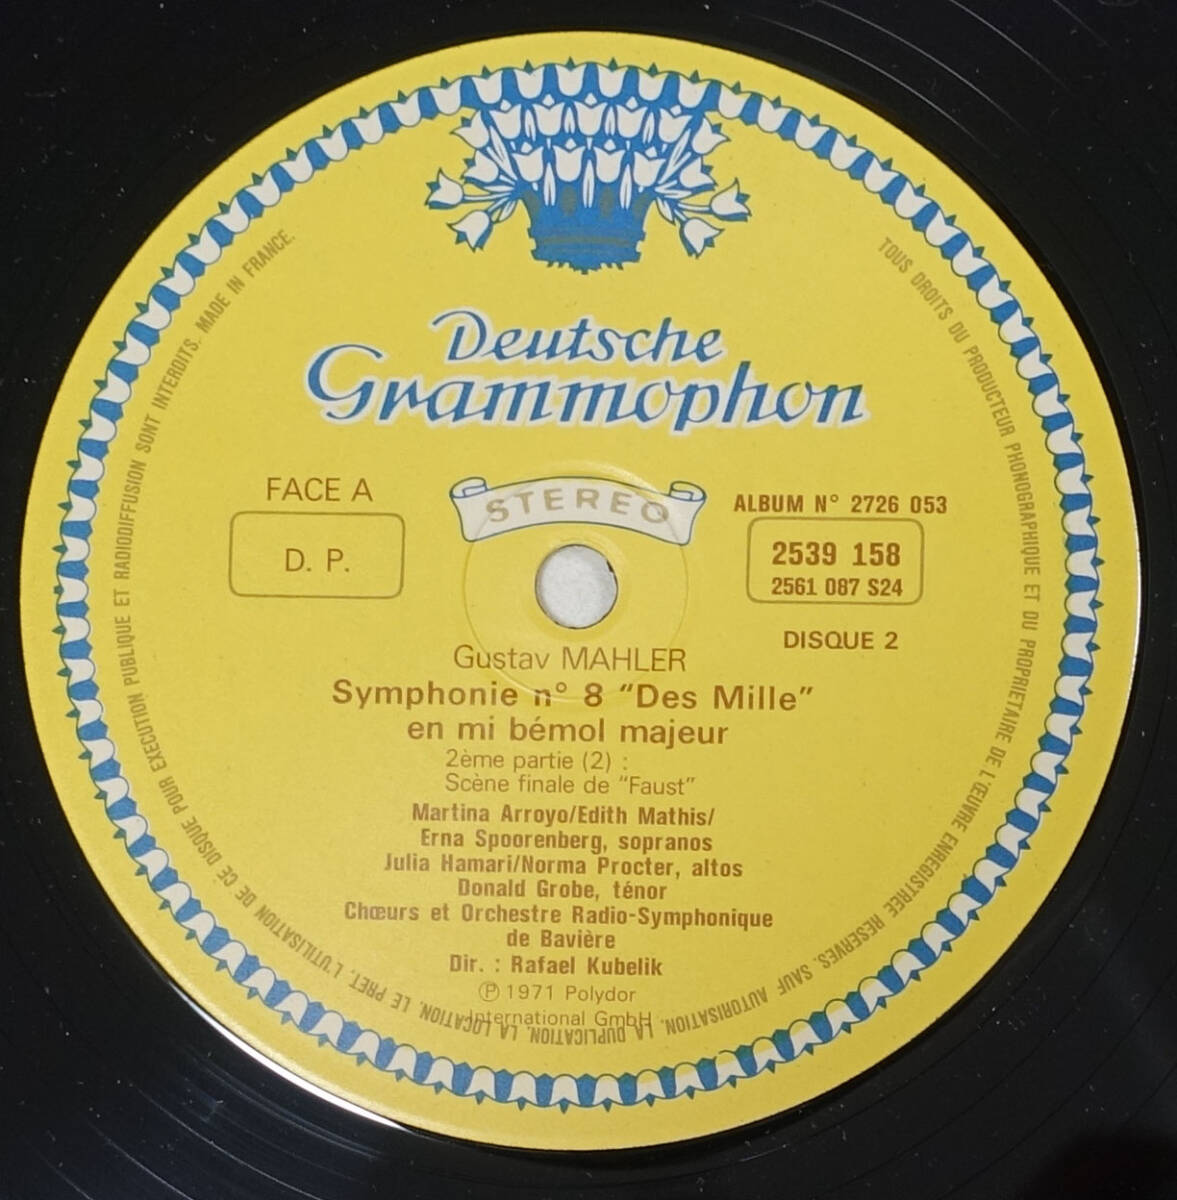 Deutsche
Grammophon
STEREO
FACE A
D. P.
ALBUM N° 2726 053
2539 158
2561 087 S24
DISQUE 2
Gustav MAHLER
Symphonie n° 8 "Des Mille"
en mi bémol majeur
2ème partie (2) :
Scène finale de "Faust"
Martina Arroyo/Edith Mathis/
Erna Spoorenberg, sopranos
Julia Hamari/Norma Procter, altos
Donald Grobe, ténor
Chœurs et Orchestre Radio-Symphonique
de Bavière
Dir. : Rafael Kubelik
℗ 1971 Polydor
International GmbH
TOUS DROITS DU PRODUCTEUR PHONOGRAPHIQUE ET DU PROPRIETAIRE DE L'ŒUVRE ENREGISTREE RESERVES. SAUF AUTORISATION, LA DUPLICATION, LA LOCATION, LE PRET, L'UTILISATION DE CE DISQUE POUR EXECUTION PUBLIQUE ET RADIODIFFUSION SONT INTERDITS. MADE IN FRANCE.